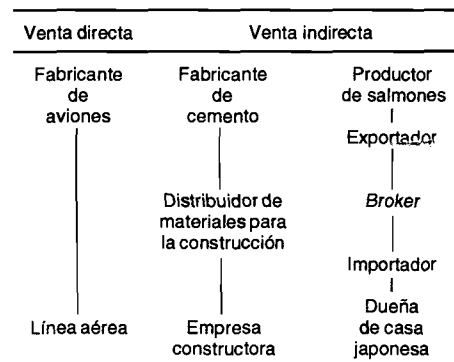 Venta directa Venta indirecta
Fabricante
de
aviones
Línea aérea
Fabricante
de
cemento
Distribuidor de
materiales para
la construcción
Empresa
constructora
Productor
de salmones
Exportador
Broker
Importador
Dueña
de casa
japonesa